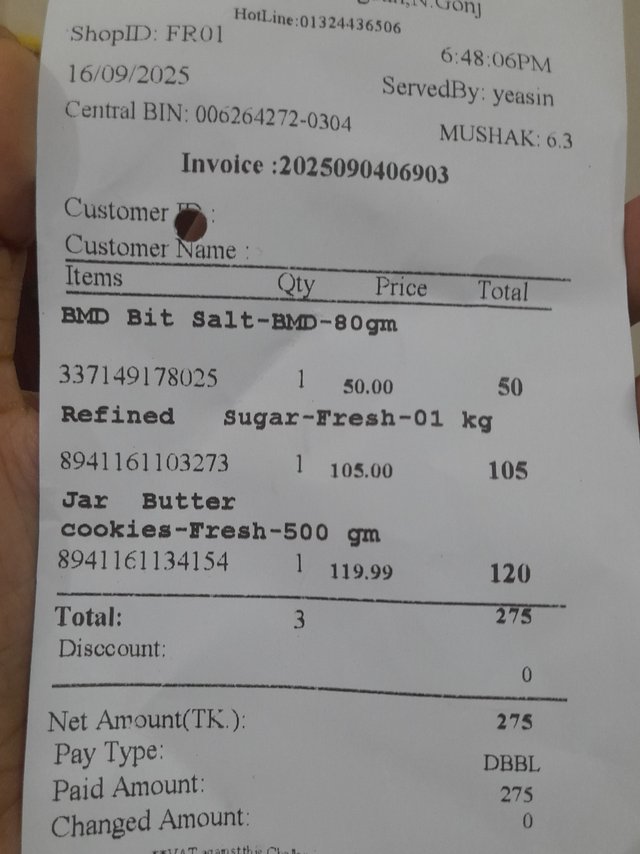 N.Gonj
HotLine:01324436506
ShopID: FR01
6:48:06PM
16/09/2025
ServedBy: yeasin
Central BIN: 006264272-0304
MUSHAK: 6.3
Invoice :2025090406903
Customer ID :
Customer Name :
Items Qty Price Total
BMD Bit Salt-BMD-80gm
337149178025 1 50.00 50
Refined Sugar-Fresh-01 kg
8941161103273 1 105.00 105
Jar Butter
cookies-Fresh-500 gm
8941161134154 1 119.99 120
Total: 3 275
Disccount:
0
Net Amount(TK.): 275
Pay Type: DBBL
Paid Amount: 275
Changed Amount: 0